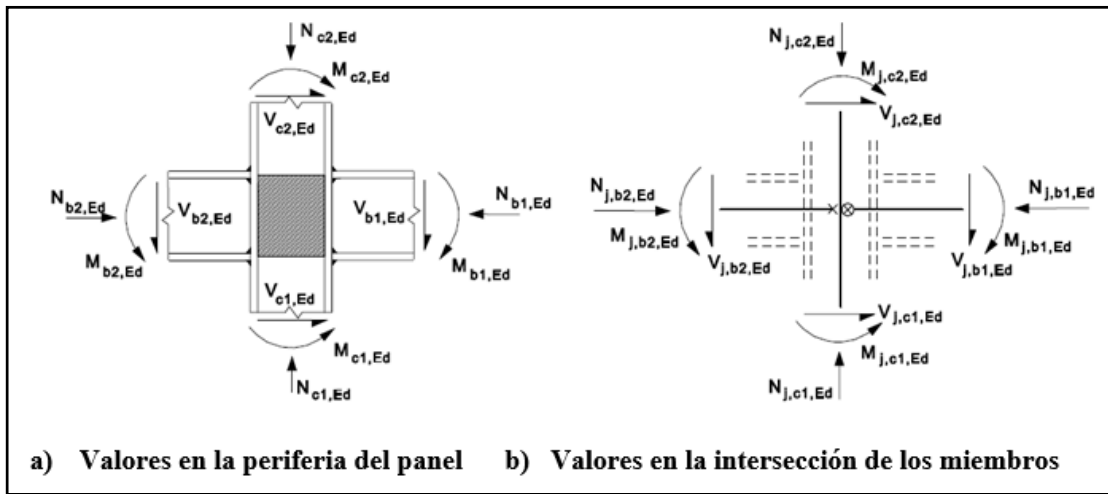 N c2,Ed
M c2,Ed
V c2,Ed
N b2,Ed
V b2,Ed
V b1,Ed
N b1,Ed
M b2,Ed
M b1,Ed
V c1,Ed
M c1,Ed
N c1,Ed
N j,c2,Ed
M j,c2,Ed
V j,c2,Ed
N j,b2,Ed
N j,b1,Ed
M j,b2,Ed
M j,b1,Ed
V j,b2,Ed
V j,b1,Ed
V j,c1,Ed
M j,c1,Ed
N j,c1,Ed
a) Valores en la periferia del panel
b) Valores en la intersección de los miembros